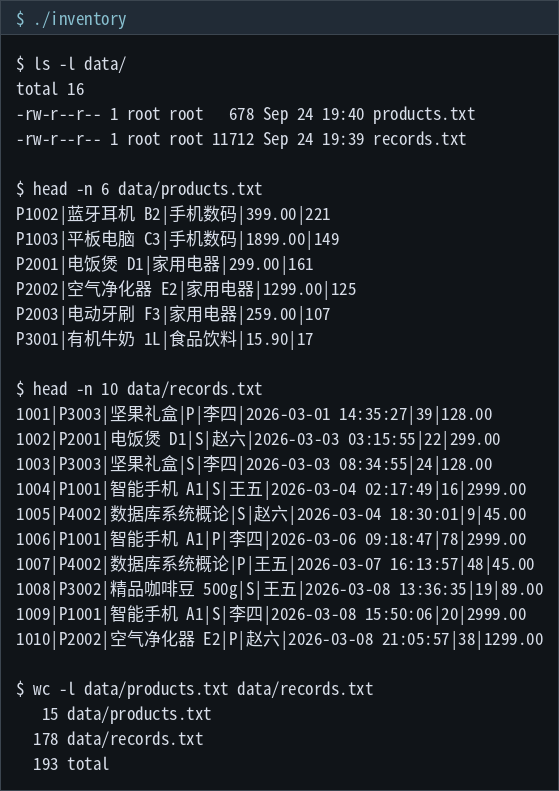 $ ./inventory
$ ls -l data/
total 16
-rw-r--r-- 1 root root   678 Sep 24 19:40 products.txt
-rw-r--r-- 1 root root 11712 Sep 24 19:39 records.txt
$ head -n 6 data/products.txt
P1002|蓝牙耳机 B2|手机数码|399.00|221
P1003|平板电脑 C3|手机数码|1899.00|149
P2001|电饭煲 D1|家用电器|299.00|161
P2002|空气净化器 E2|家用电器|1299.00|125
P2003|电动牙刷 F3|家用电器|259.00|107
P3001|有机牛奶 1L|食品饮料|15.90|17
$ head -n 10 data/records.txt
1001|P3003|坚果礼盒|P|李四|2026-03-01 14:35:27|39|128.00
1002|P2001|电饭煲 D1|S|赵六|2026-03-03 03:15:55|22|299.00
1003|P3003|坚果礼盒|S|李四|2026-03-03 08:34:55|24|128.00
1004|P1001|智能手机 A1|S|王五|2026-03-04 02:17:49|16|2999.00
1005|P4002|数据库系统概论|S|赵六|2026-03-04 18:30:01|9|45.00
1006|P1001|智能手机 A1|P|李四|2026-03-06 09:18:47|78|2999.00
1007|P4002|数据库系统概论|P|王五|2026-03-07 16:13:57|48|45.00
1008|P3002|精品咖啡豆 500g|S|王五|2026-03-08 13:36:35|19|89.00
1009|P1001|智能手机 A1|S|李四|2026-03-08 15:50:06|20|2999.00
1010|P2002|空气净化器 E2|P|赵六|2026-03-08 21:05:57|38|1299.00
$ wc -l data/products.txt data/records.txt
   15 data/products.txt
  178 data/records.txt
  193 total